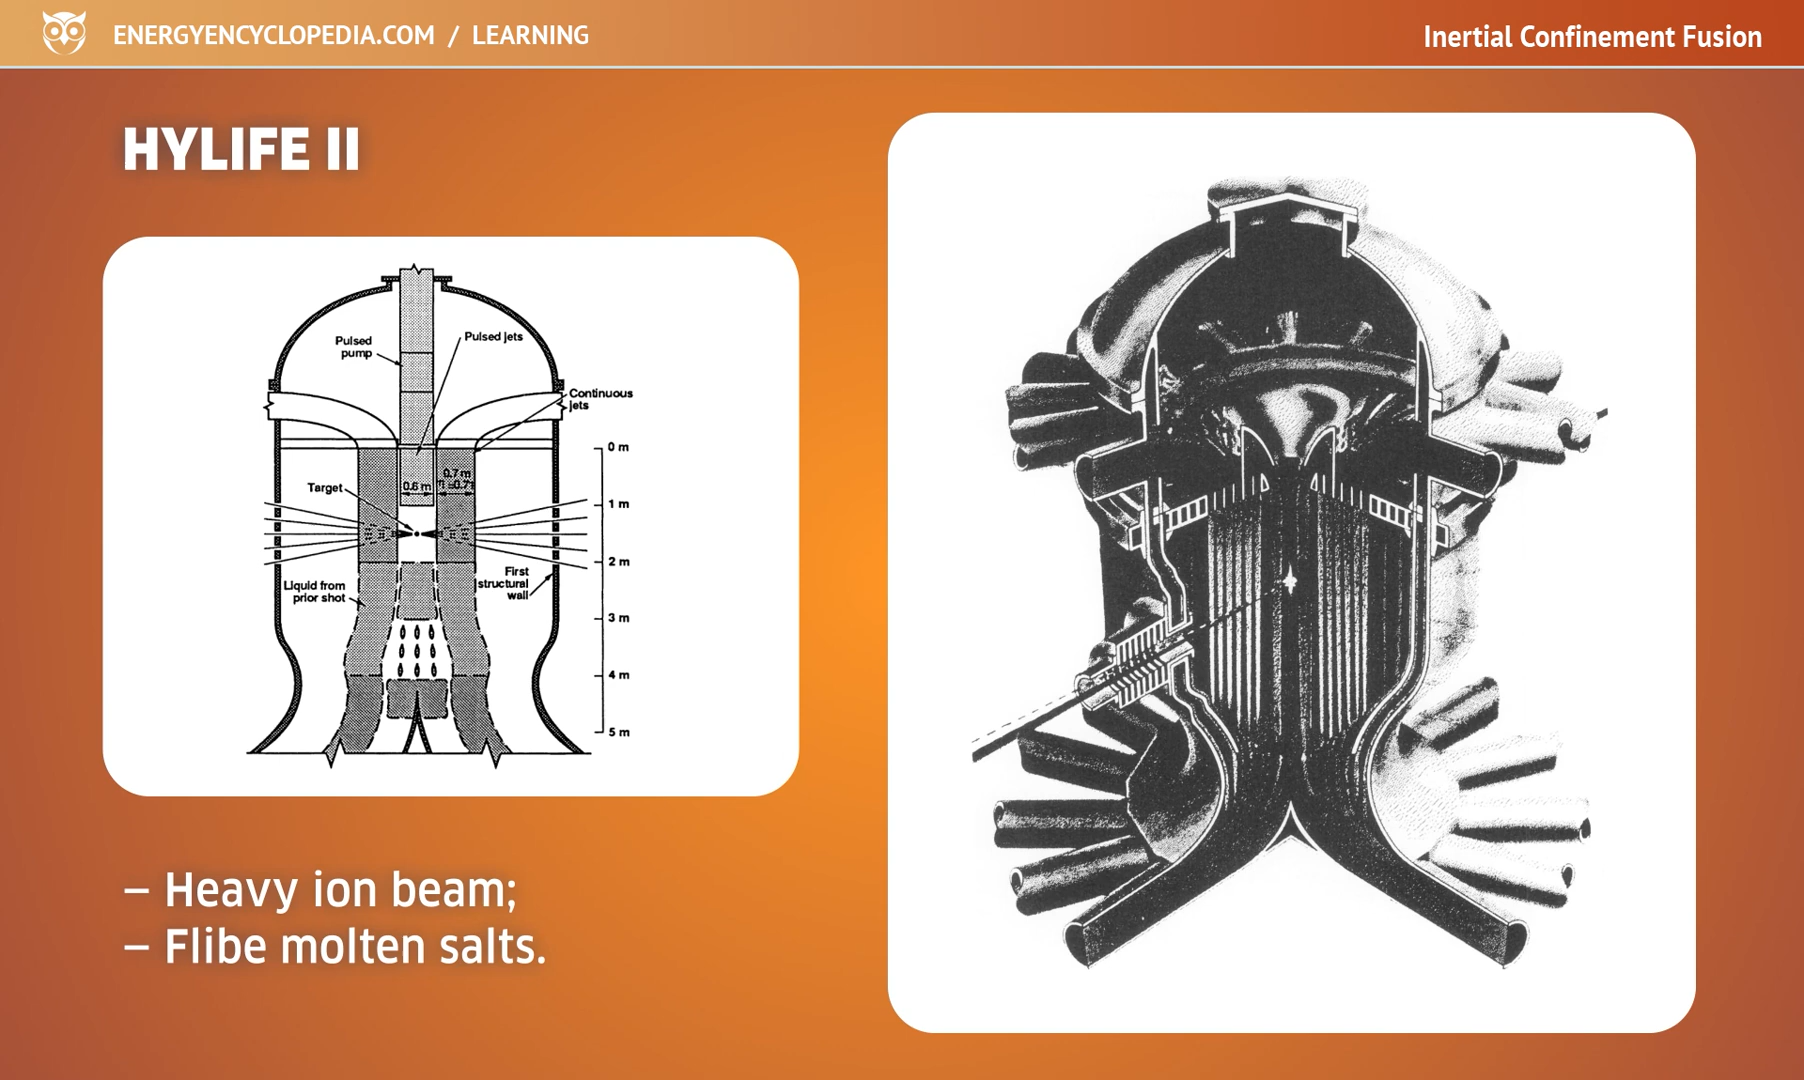 ENERGYENCYCLOPEDIA.COM / LEARNING
Inertial Confinement Fusion
HYLIFE II
Pulsed
pump
Pulsed jets
Continuous
jets
0 m
0.7 m
0.6 m
1 m
Target
2 m
First
structural
wall
Liquid from
prior shot
3 m
4 m
5 m
– Heavy ion beam;
– Flibe molten salts.